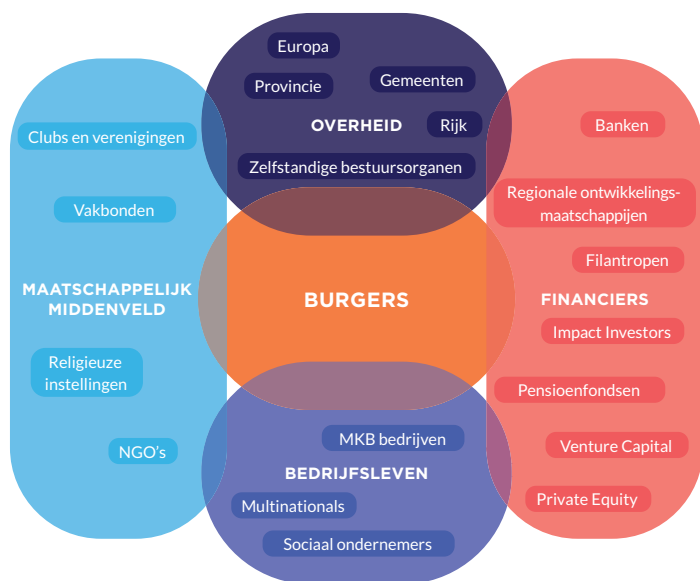 Europa
Provincie
Gemeenten
OVERHEID
Rijk
Zelfstandige bestuursorganen
Clubs en verenigingen
Vakbonden
MAATSCHAPPELIJK
MIDDENVELD
Religieuze
instellingen
NGO's
BURGERS
Banken
Regionale ontwikkelings-
maatschappijen
Filantropen
FINANCIERS
Impact Investors
Pensioenfondsen
Venture Capital
Private Equity
MKB bedrijven
BEDRIJFSLEVEN
Multinationals
Sociaal ondernemers